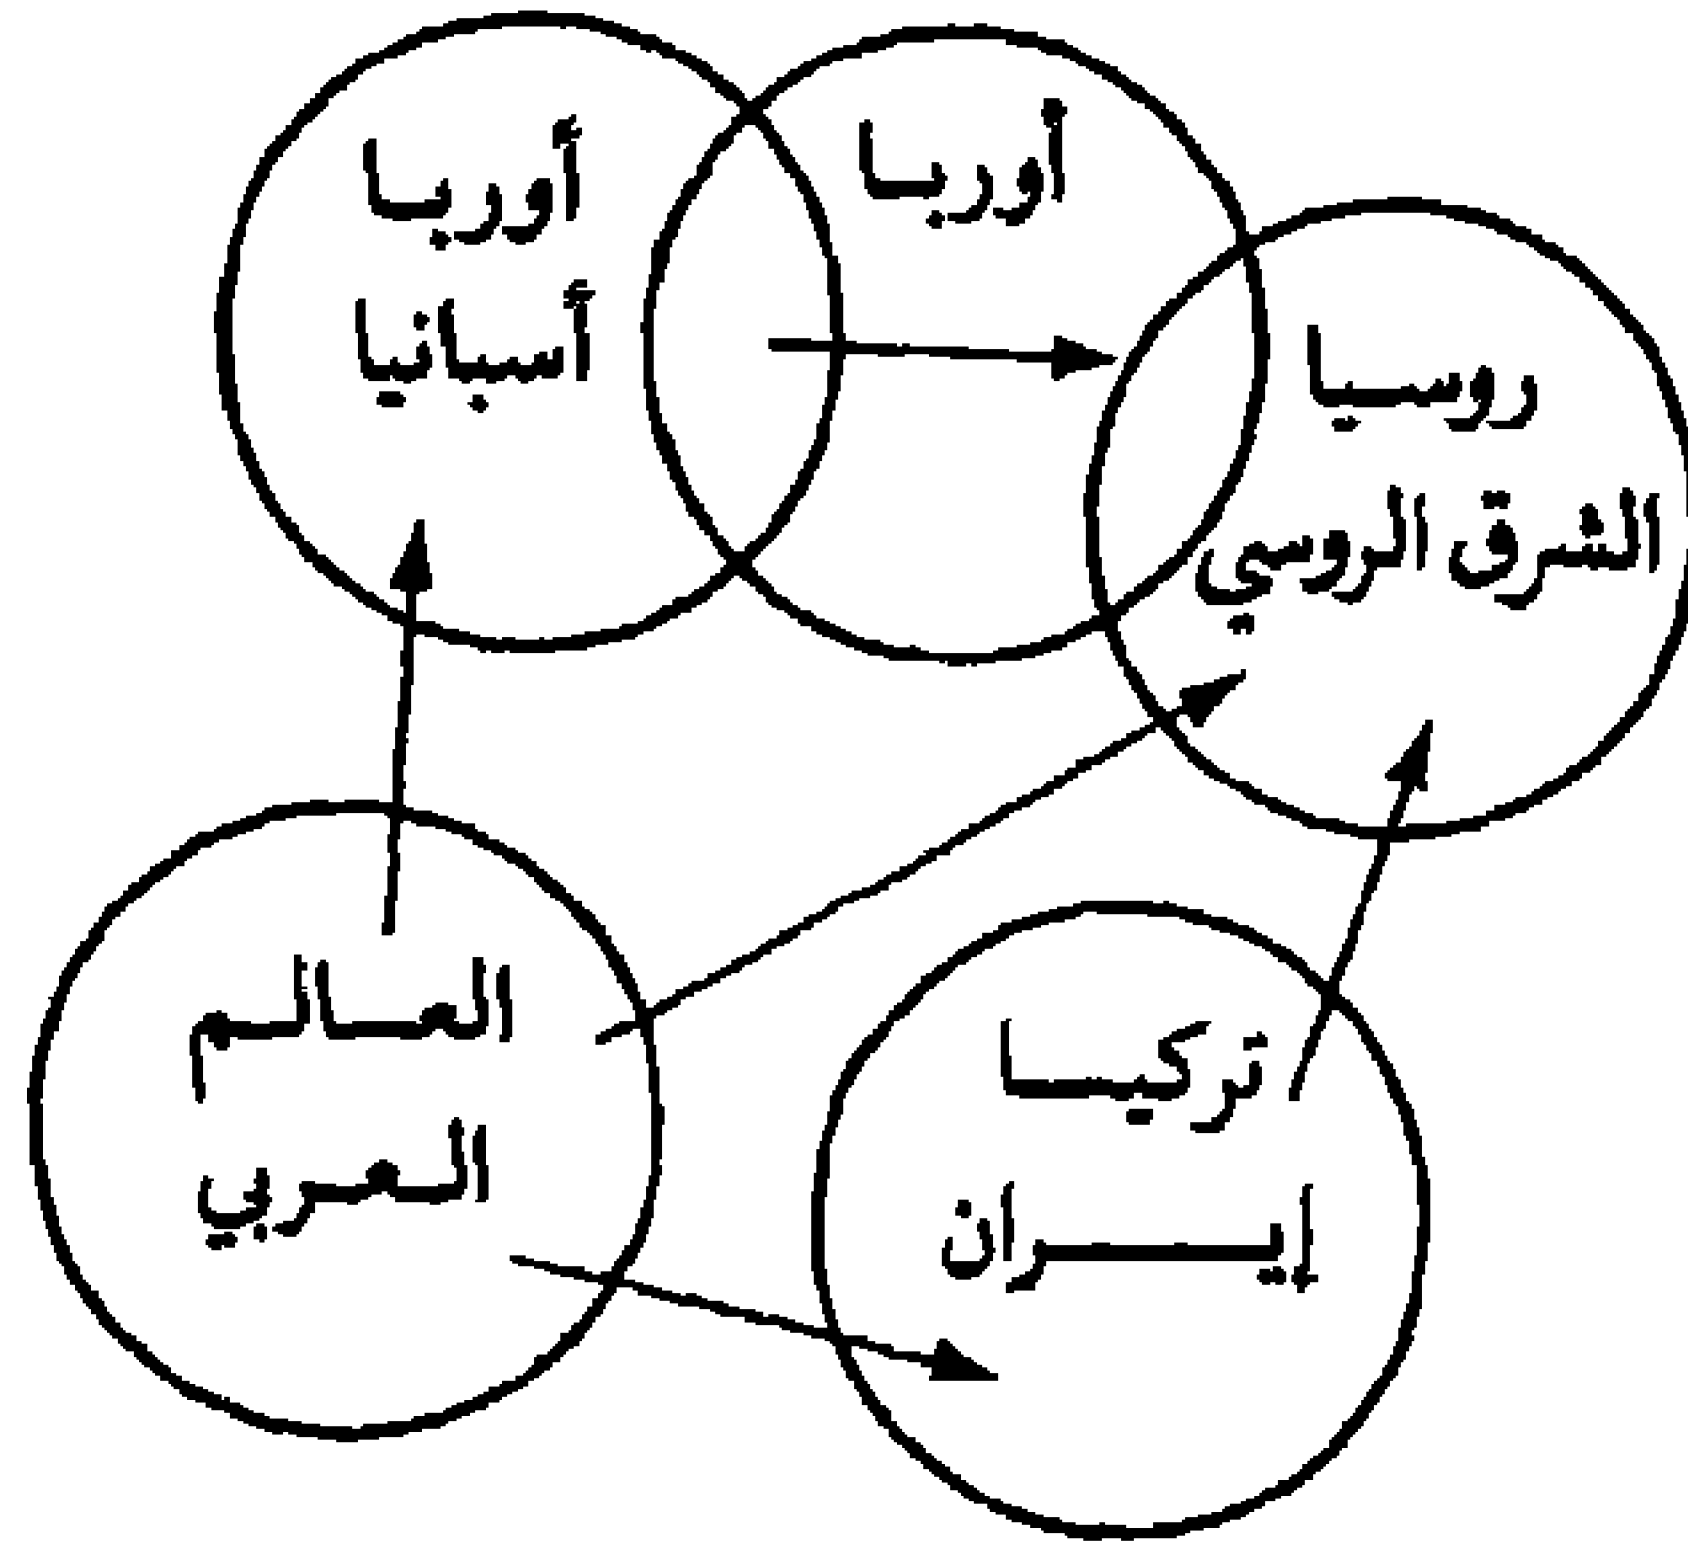 أوربا
أسبانيا
أوربا
روسيا
الشرق الروسي
العالم
العربي
تركيا
إيران